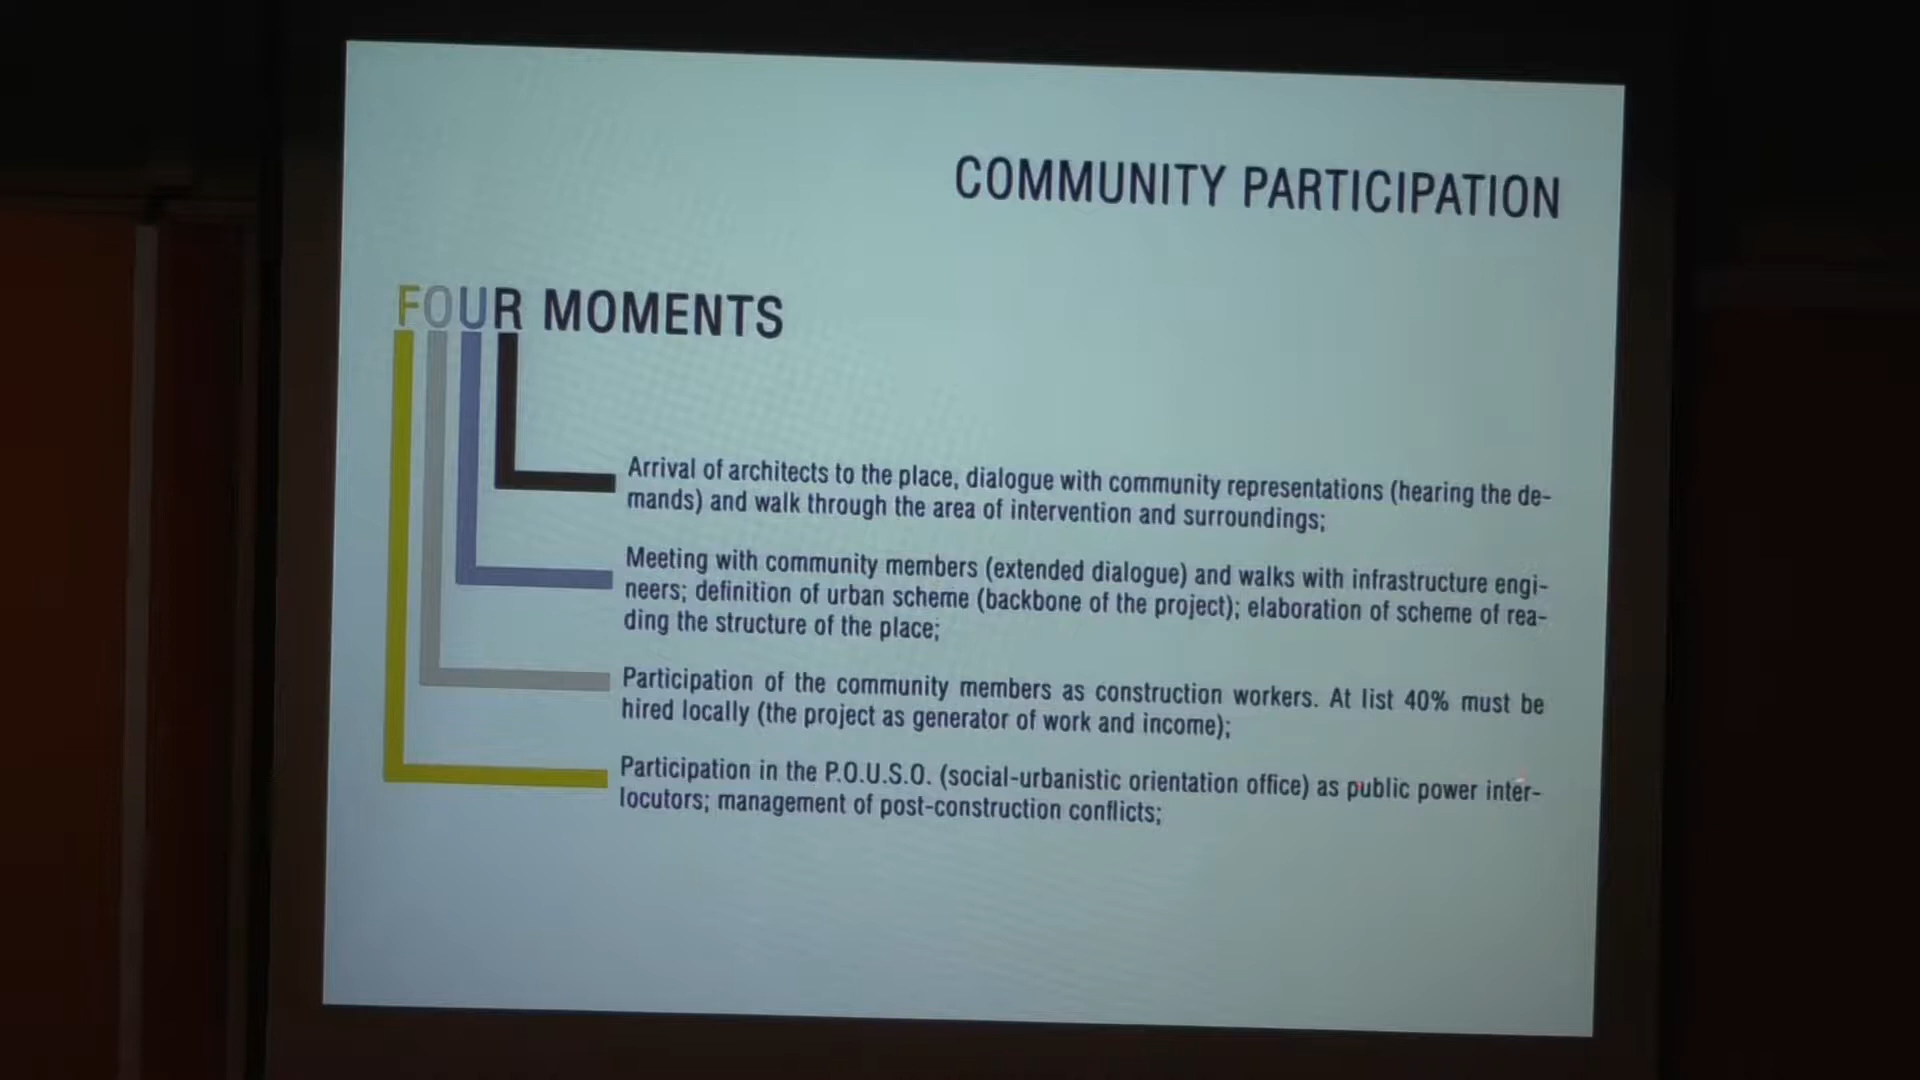 COMMUNITY PARTICIPATION
FOUR MOMENTS
Arrival of architects to the place, dialogue with community representations (hearing the de-
mands) and walk through the area of intervention and surroundings;
Meeting with community members (extended dialogue) and walks with infrastructure engi-
neers; definition of urban scheme (backbone of the project); elaboration of scheme of rea-
ding the structure of the place;
Participation of the community members as construction workers. At list 40% must be
hired locally (the project as generator of work and income);
Participation in the P.O.U.S.O. (social-urbanistic orientation office) as public power inter-
locutors; management of post-construction conflicts;